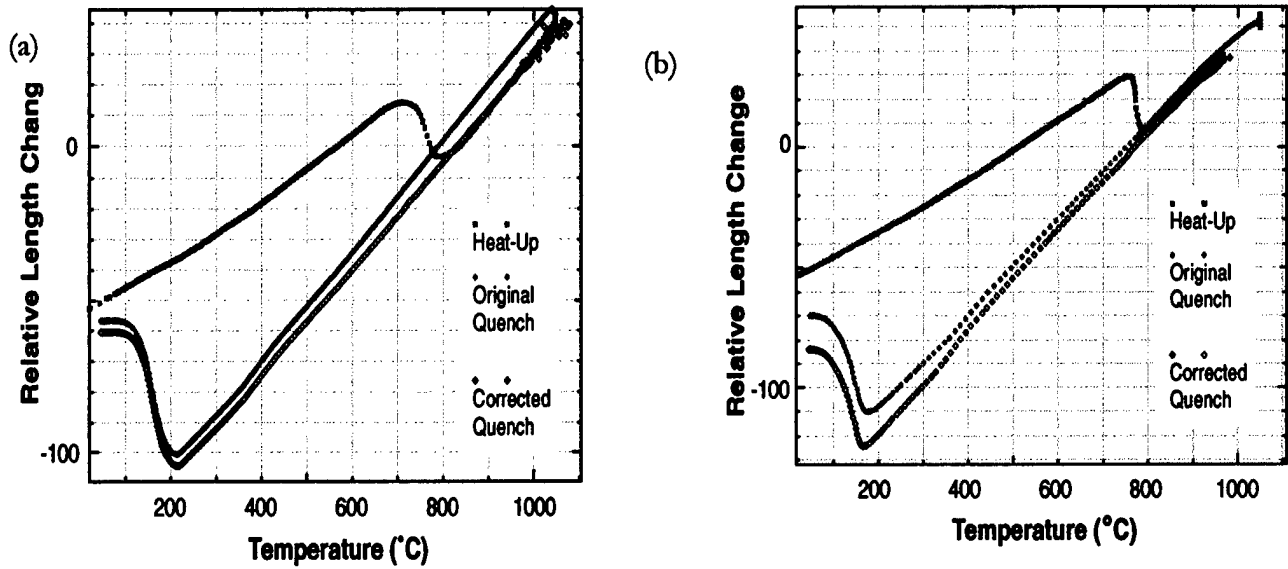 (a)
Relative Length Chang
0
-100
200
400
600
800
1000
Temperature (˚C)
Heat-Up
Original
Quench
Corrected
Quench
(b)
Relative Length Change
0
-100
200
400
600
800
1000
Temperature (°C)
Heat-Up
Original
Quench
Corrected
Quench